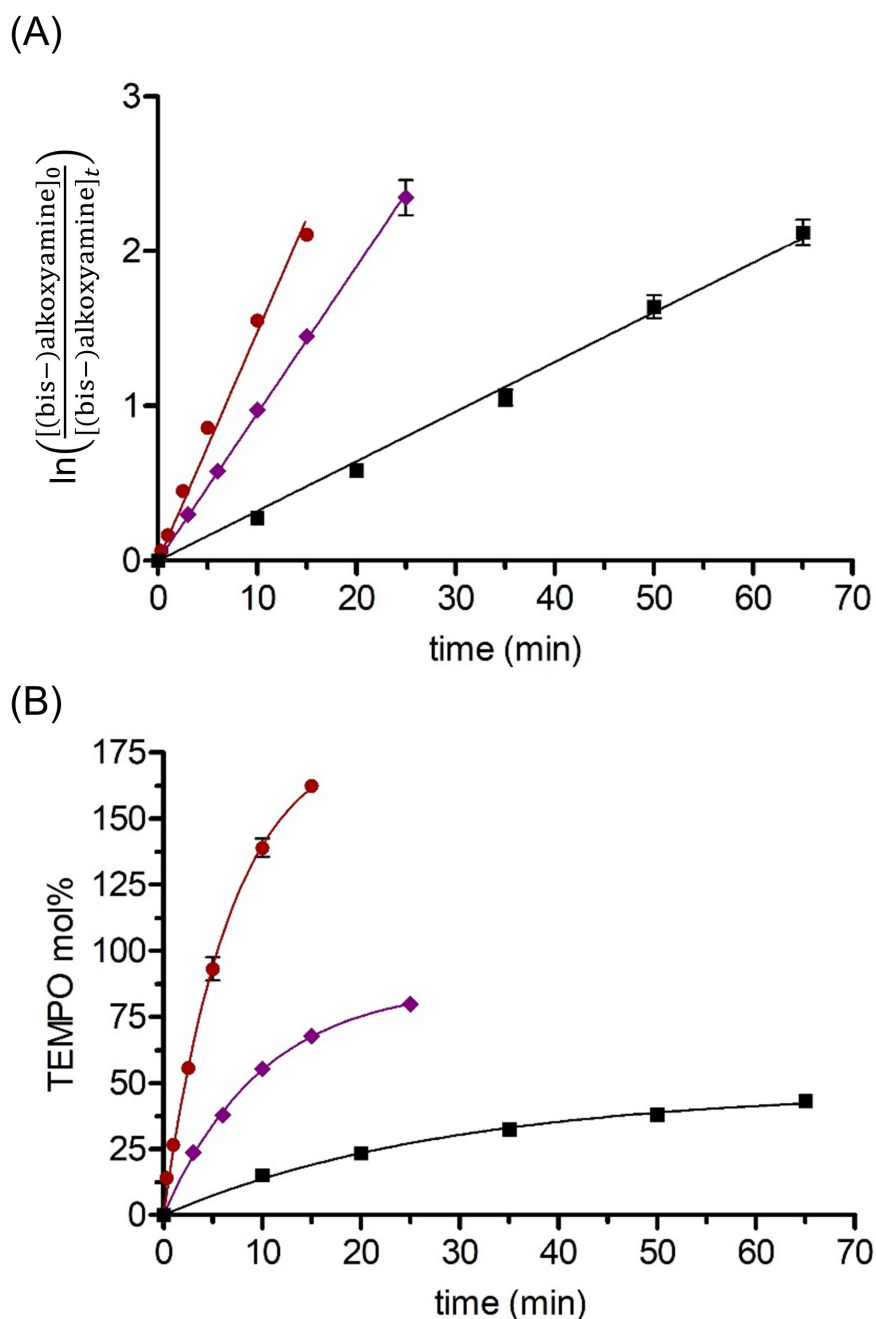 (A)
3
2
1
0
ln([(bis−)alkoxyamine]0/[(bis−)alkoxyamine]t)
0 10 20 30 40 50 60 70
time (min)
(B)
175
150
125
100
75
50
25
0
TEMPO mol%
0 10 20 30 40 50 60 70
time (min)